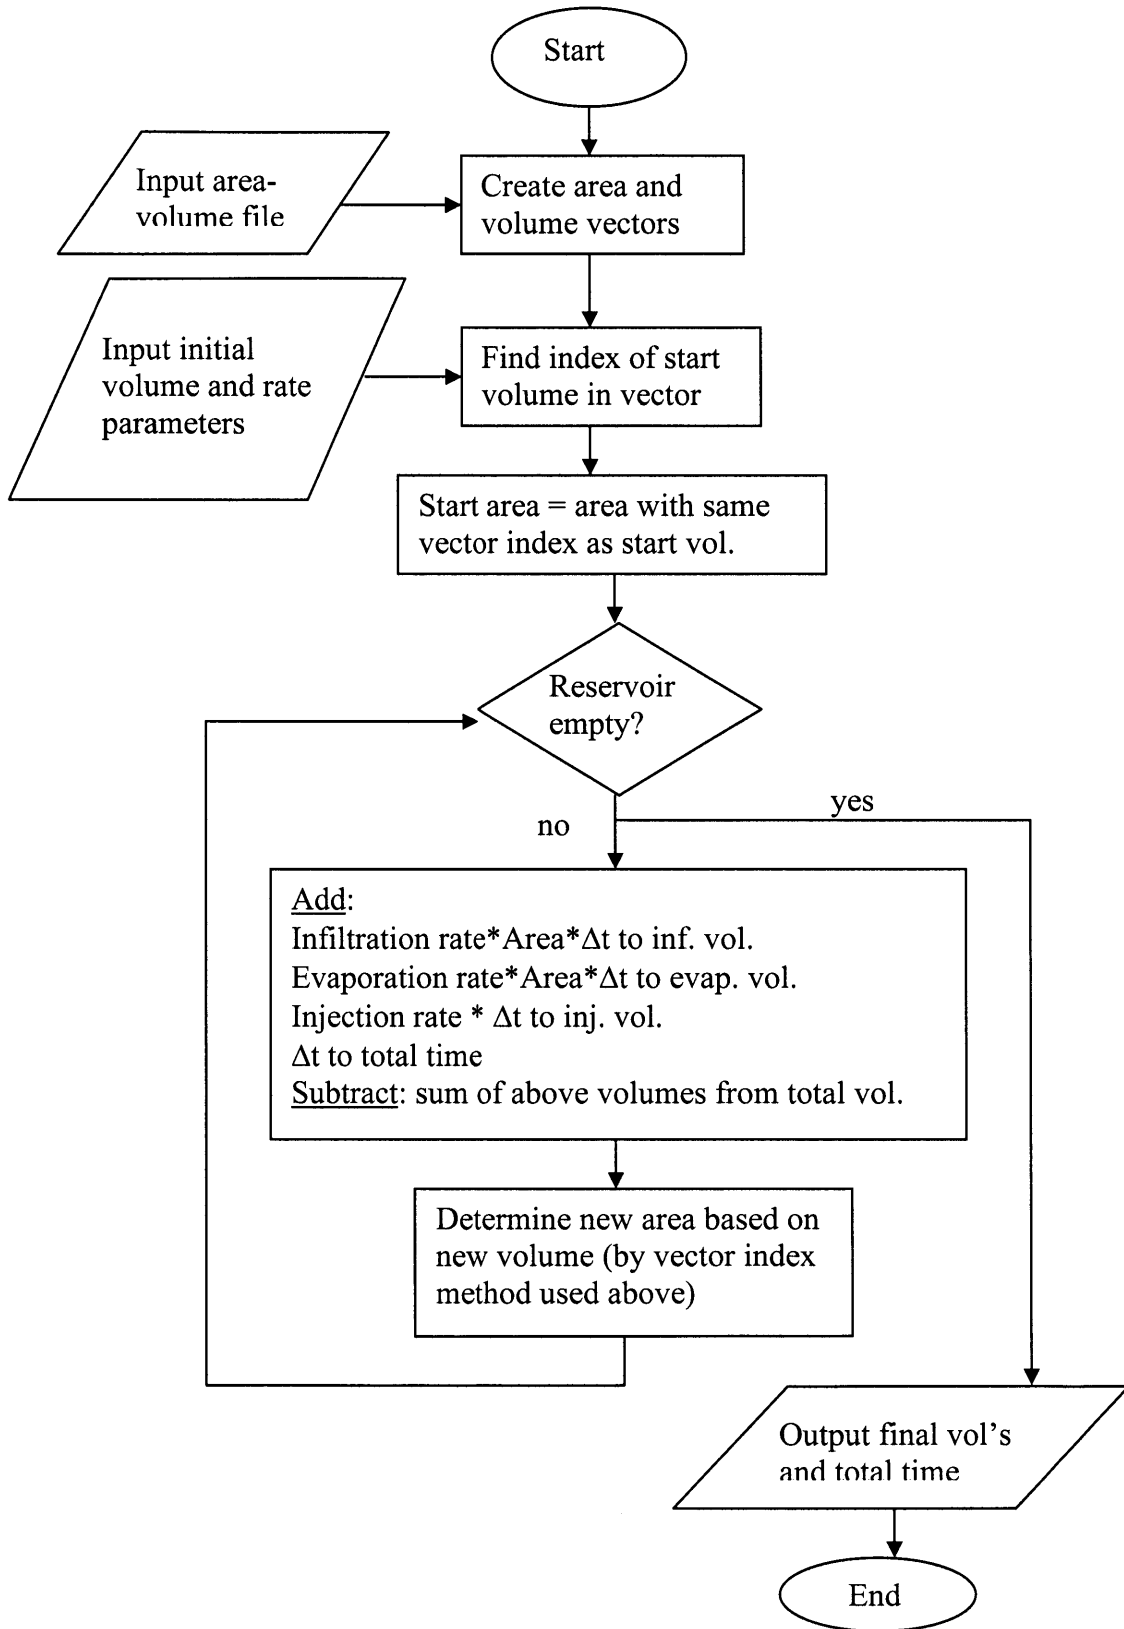 Start
Input area-
volume file
Create area and
volume vectors
Input initial
volume and rate
parameters
Find index of start
volume in vector
Start area = area with same
vector index as start vol.
Reservoir
empty?
no
yes
Add:
Infiltration rate*Area*Δt to inf. vol.
Evaporation rate*Area*Δt to evap. vol.
Injection rate * Δt to inj. vol.
Δt to total time
Subtract: sum of above volumes from total vol.
Determine new area based on
new volume (by vector index
method used above)
Output final vol’s
and total time
End